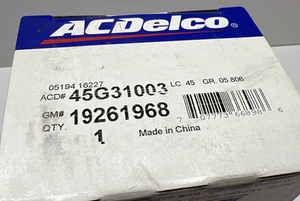 ACDelco
05194 16227
LC 45 GR. 05.806
ACD# 45G31003
GM# 19261968
QTY. 1
Made in China